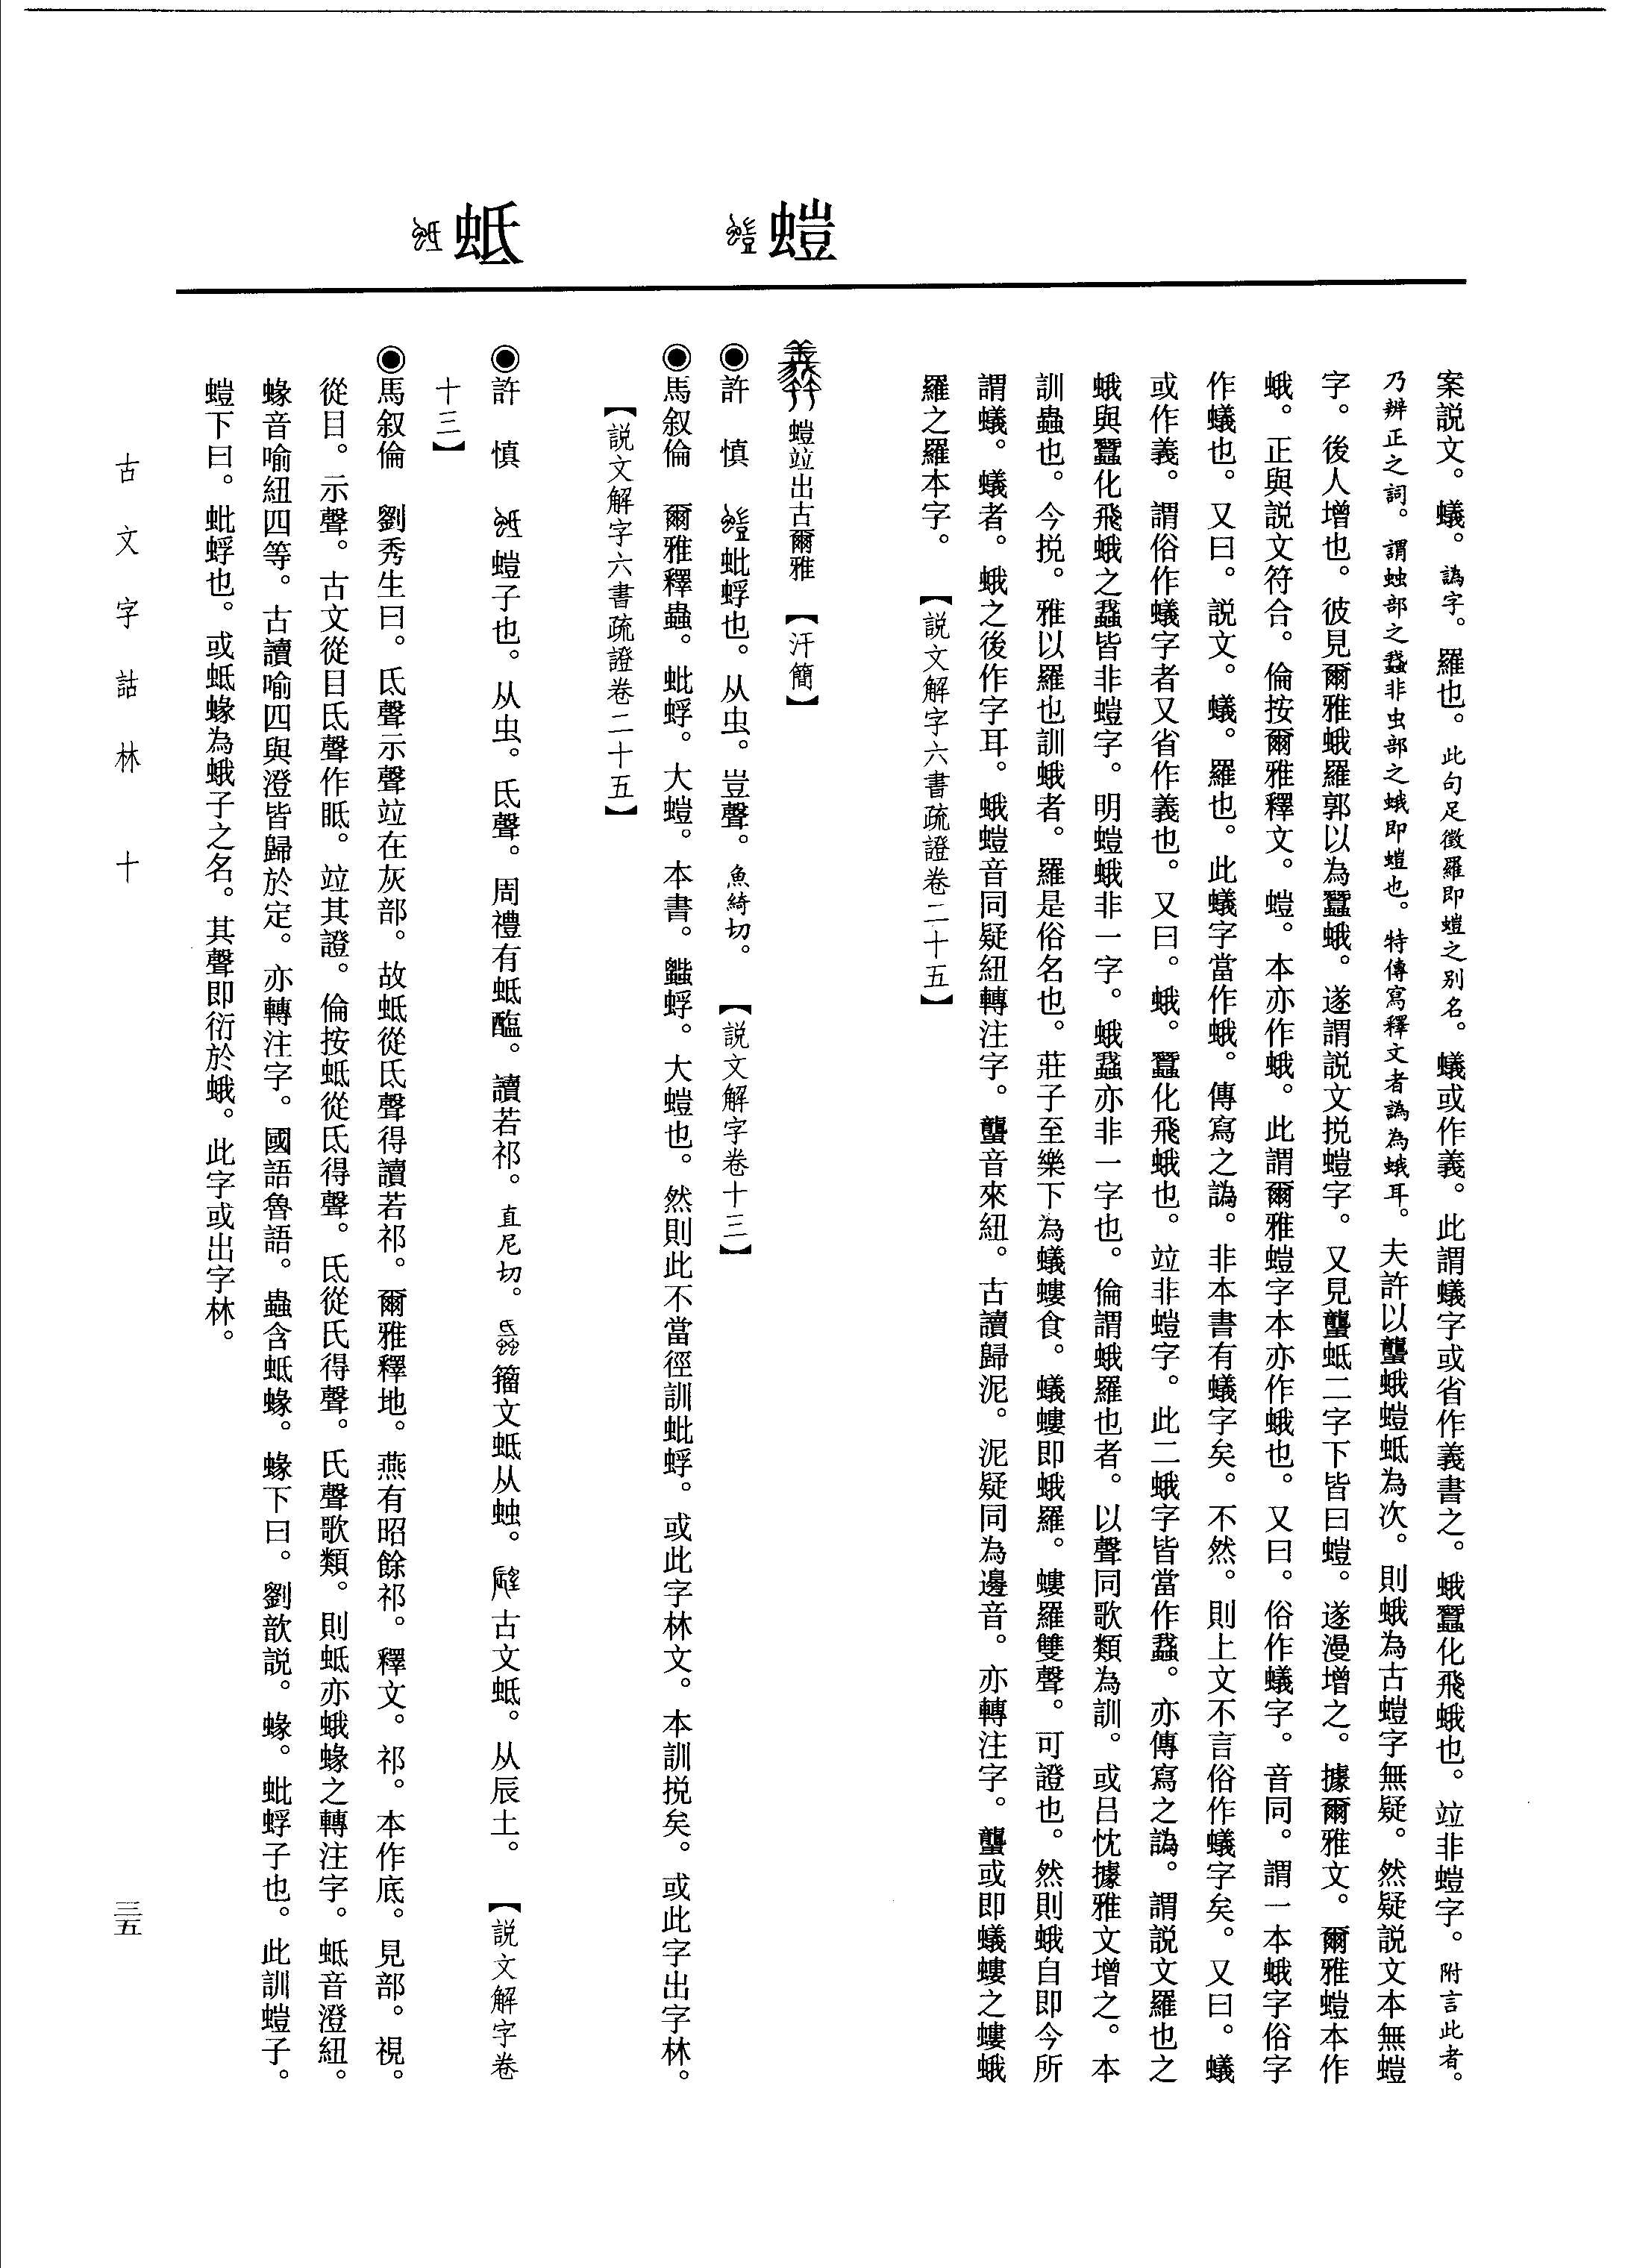 螘
蚳
案説文。蟻。譌字。羅也。此句足徵羅即螘之别名。蟻或作義。此謂蟻字或省作義書之。蛾蠶化飛蛾也。竝非螘字。附言此者。
乃辨正之詞。謂䖵部之䖸非虫部之蛾即螘也。特傳寫釋文者譌為蛾耳。夫許以蠪蛾螘蚳為次。則蛾為古螘字無疑。然疑説文本無螘
字。後人增也。彼見爾雅蛾羅郭以為蠶蛾。遂謂説文挩螘字。又見蠪蚳二字下皆曰螘。遂漫增之。據爾雅文。爾雅螘本作
蛾。正與説文符合。倫按爾雅釋文。螘。本亦作蛾。此謂爾雅螘字本亦作蛾也。又曰。俗作蟻字。音同。謂一本蛾字俗字
作蟻也。又曰。説文。蟻。羅也。此蟻字當作蛾。傳寫之譌。非本書有蟻字矣。不然。則上文不言俗作蟻字矣。又曰。蟻
或作義。謂俗作蟻字者又省作義也。又曰。蛾。蠶化飛蛾也。竝非螘字。此二蛾字皆當作䖸。亦傳寫之譌。謂説文羅也之
蛾與蠶化飛蛾之䖸皆非螘字。明螘蛾非一字。蛾䖸亦非一字也。倫謂蛾羅也者。以聲同歌類為訓。或吕忱據雅文增之。本
訓蟲也。今挩。雅以羅也訓蛾者。羅是俗名也。莊子至樂下為蟻螻食。蟻螻即蛾羅。螻羅雙聲。可證也。然則蛾自即今所
謂蟻。蟻者。蛾之後作字耳。蛾螘音同疑紐轉注字。蠪音來紐。古讀歸泥。泥疑同為邊音。亦轉注字。蠪或即蟻螻之螻蛾
羅之羅本字。【説文解字六書疏證卷二十五】
螘竝出古爾雅 【汗簡】
◉許 慎 蚍蜉也。从虫。豈聲。魚綺切。【説文解字卷十三】
◉馬叙倫 爾雅釋蟲。蚍蜉。大螘。本書。蠭蜉。大螘也。然則此不當徑訓蚍蜉。或此字林文。本訓挩矣。或此字出字林。
【説文解字六書疏證卷二十五】
◉許 慎 螘子也。从虫。氐聲。周禮有蚳醢。讀若祁。直尼切。籀文蚳从䖵。古文蚳。从辰土。【説文解字卷
十三】
◉馬叙倫 劉秀生曰。氐聲示聲竝在灰部。故蚳從氐聲得讀若祁。爾雅釋地。燕有昭餘祁。釋文。祁。本作底。見部。視。
從目。示聲。古文從目氐聲作眡。竝其證。倫按蚳從氐得聲。氐從氏得聲。氏聲歌類。則蚳亦蛾蝝之轉注字。蚳音澄紐。
蝝音喻紐四等。古讀喻四與澄皆歸於定。亦轉注字。國語魯語。蟲含蚳蝝。蝝下曰。劉歆説。蝝。蚍蜉子也。此訓螘子。
螘下曰。蚍蜉也。或蚳蝝為蛾子之名。其聲即衍於蛾。此字或出字林。
古文字詁林 十
三五